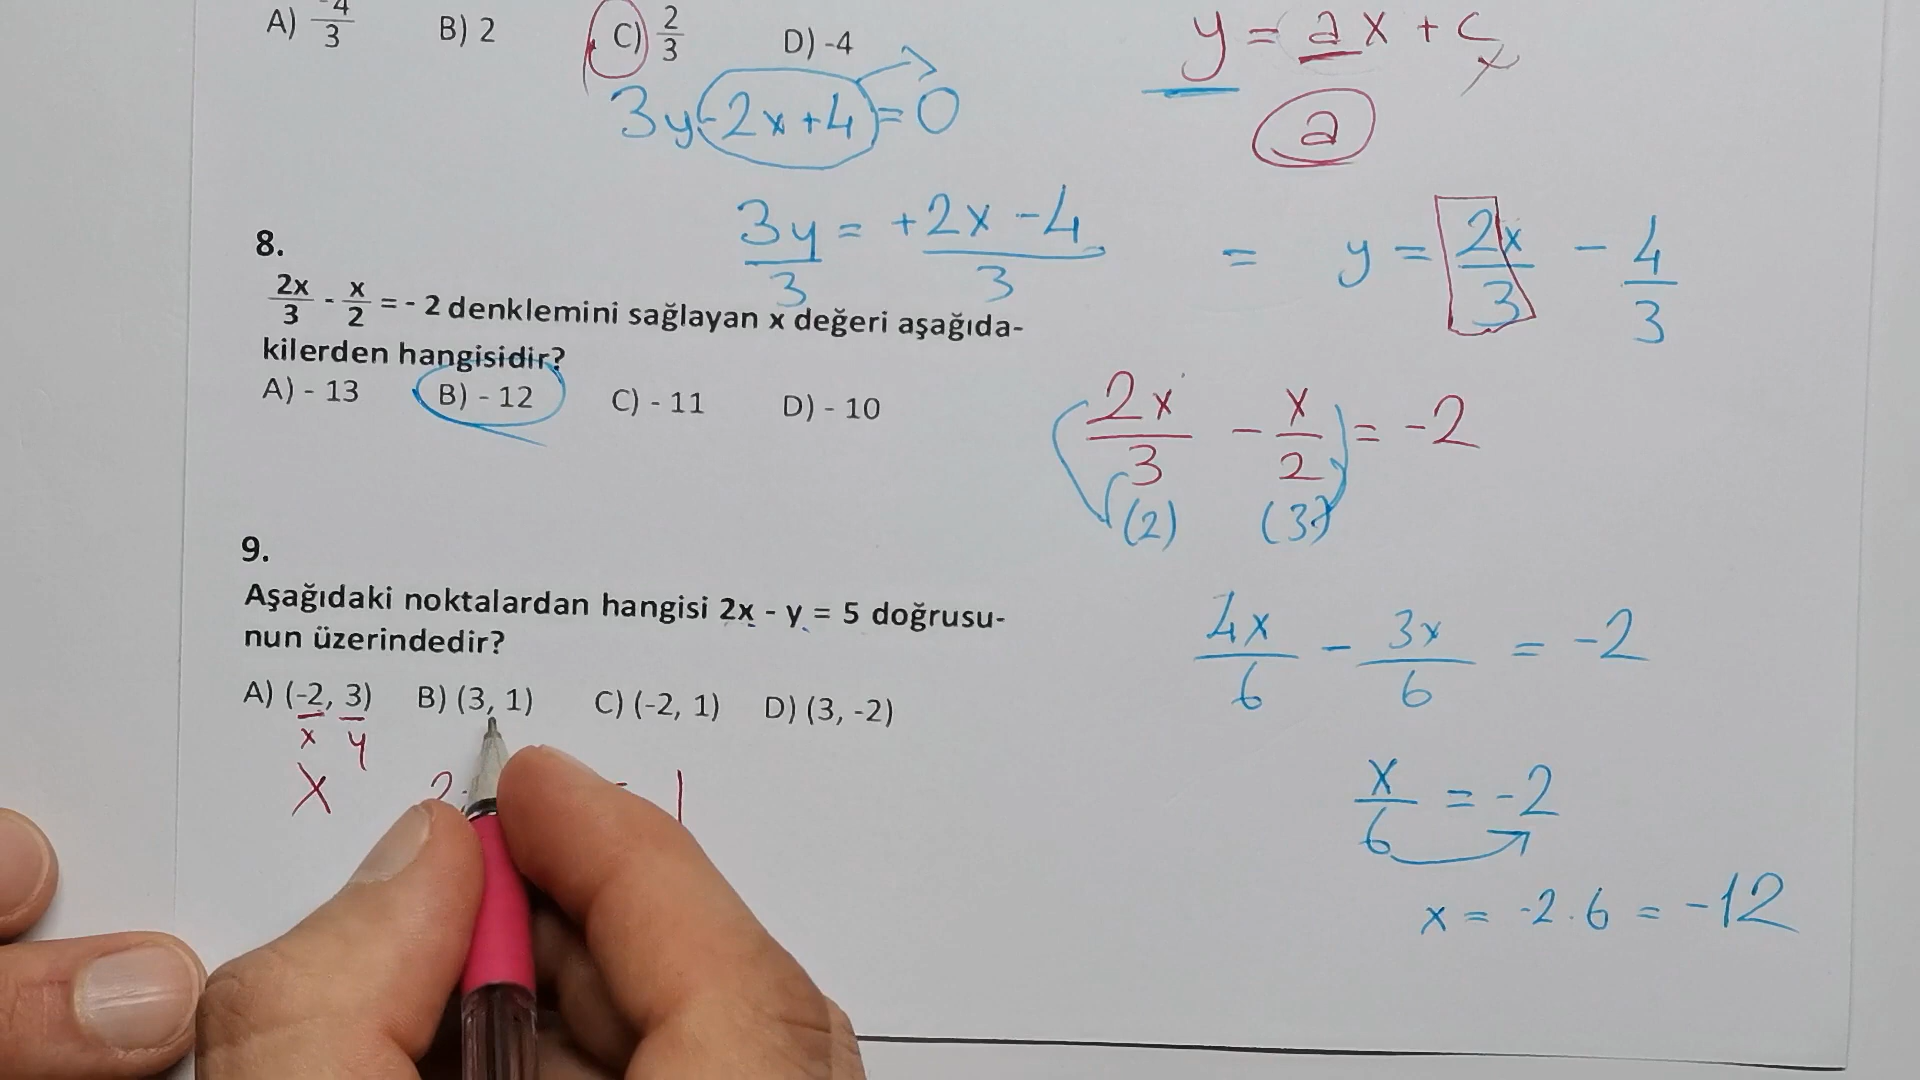 A) -4/3 B) 2 C) 2/3 D) -4
y = ax + c
3y-2x+4=0
a
3y/3 = +2x-4/3 = y = 2x/3 - 4/3
8.
2x/3 - x/2 = - 2 denklemini sağlayan x değeri aşağıda-
kilerden hangisidir?
A) - 13 B) - 12 C) - 11 D) - 10
2x/3 - x/2 = -2
(2) (3)
4x/6 - 3x/6 = -2
x/6 = -2
x = -2.6 = -12
9.
Aşağıdaki noktalardan hangisi 2x - y = 5 doğrusu-
nun üzerindedir?
A) (-2, 3) B) (3, 1) C) (-2, 1) D) (3, -2)
x y